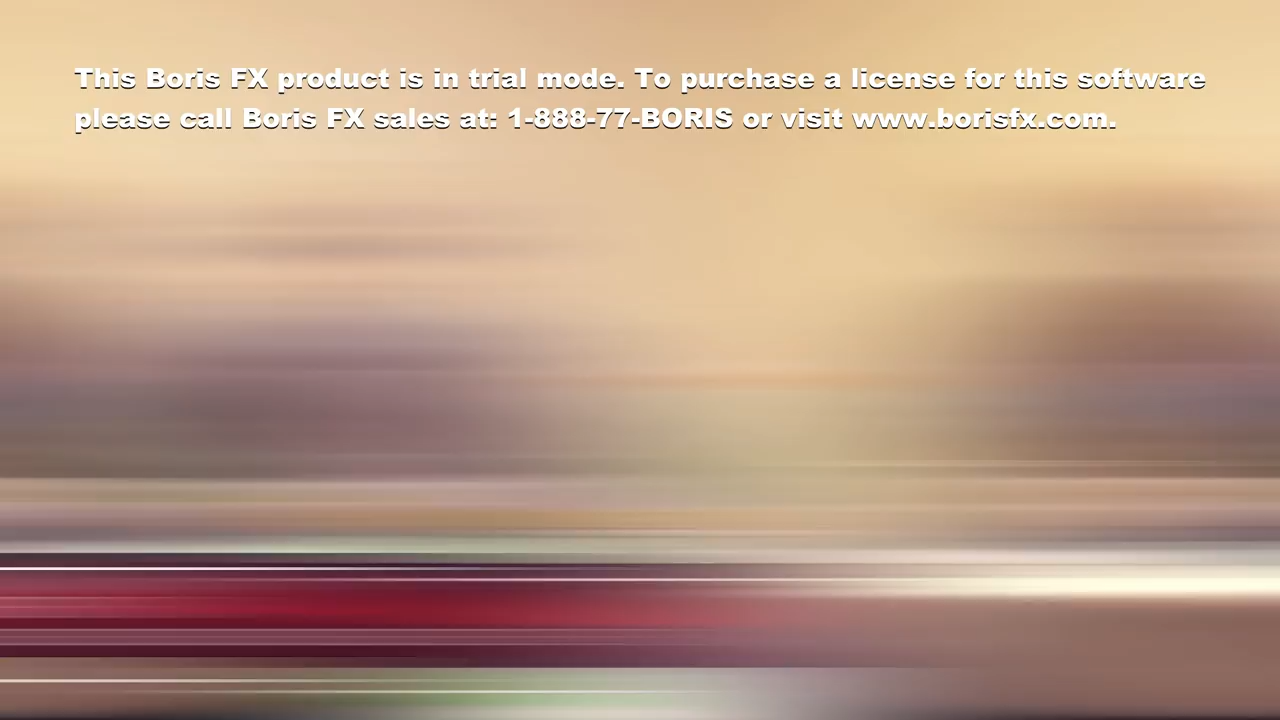 This Boris FX product is in trial mode. To purchase a license for this software
please call Boris FX sales at: 1-888-77-BORIS or visit www.borisfx.com.